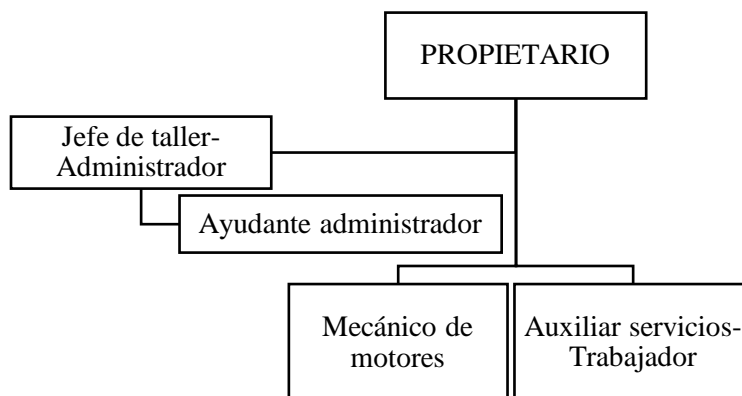 PROPIETARIO
Jefe de taller-
Administrador
Ayudante administrador
Mecánico de
motores
Auxiliar servicios-
Trabajador